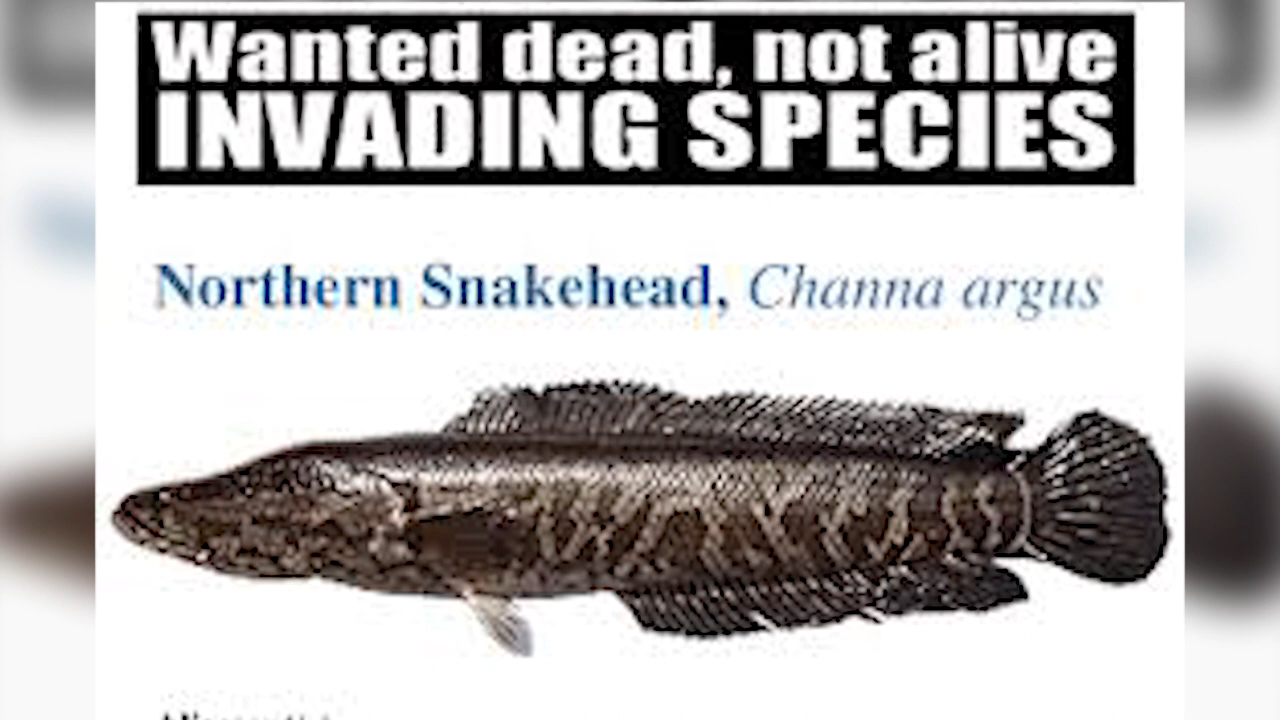 Wanted dead, not alive
INVADING SPECIES
Northern Snakehead, Channa argus